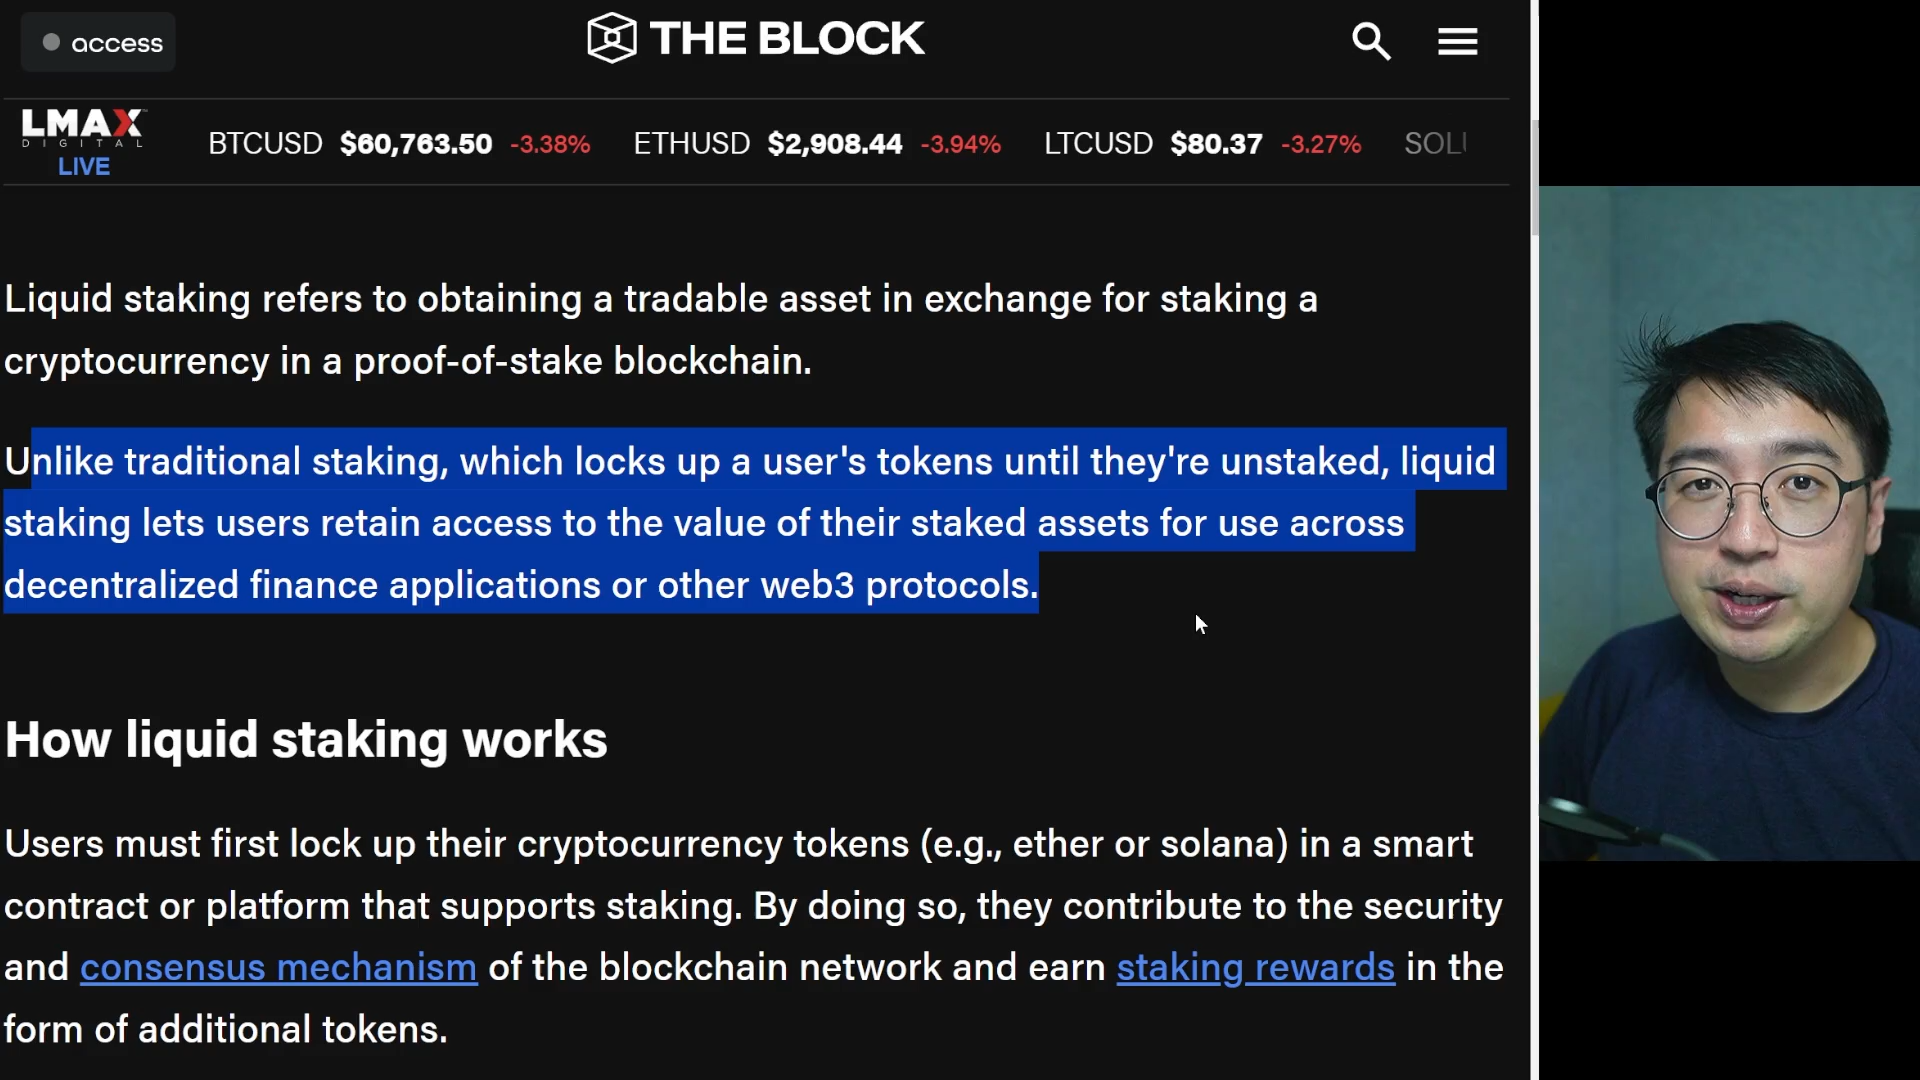 access
THE BLOCK
LMAX
DIGITAL
LIVE
BTCUSD $60,763.50 -3.38% ETHUSD $2,908.44 -3.94% LTCUSD $80.37 -3.27% SOLU
Liquid staking refers to obtaining a tradable asset in exchange for staking a
cryptocurrency in a proof-of-stake blockchain.
Unlike traditional staking, which locks up a user's tokens until they're unstaked, liquid
staking lets users retain access to the value of their staked assets for use across
decentralized finance applications or other web3 protocols.
How liquid staking works
Users must first lock up their cryptocurrency tokens (e.g., ether or solana) in a smart
contract or platform that supports staking. By doing so, they contribute to the security
and consensus mechanism of the blockchain network and earn staking rewards in the
form of additional tokens.